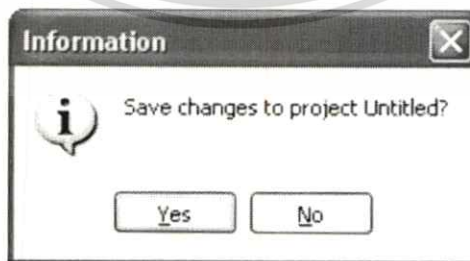 Information
Save changes to project Untitled?
Yes
No